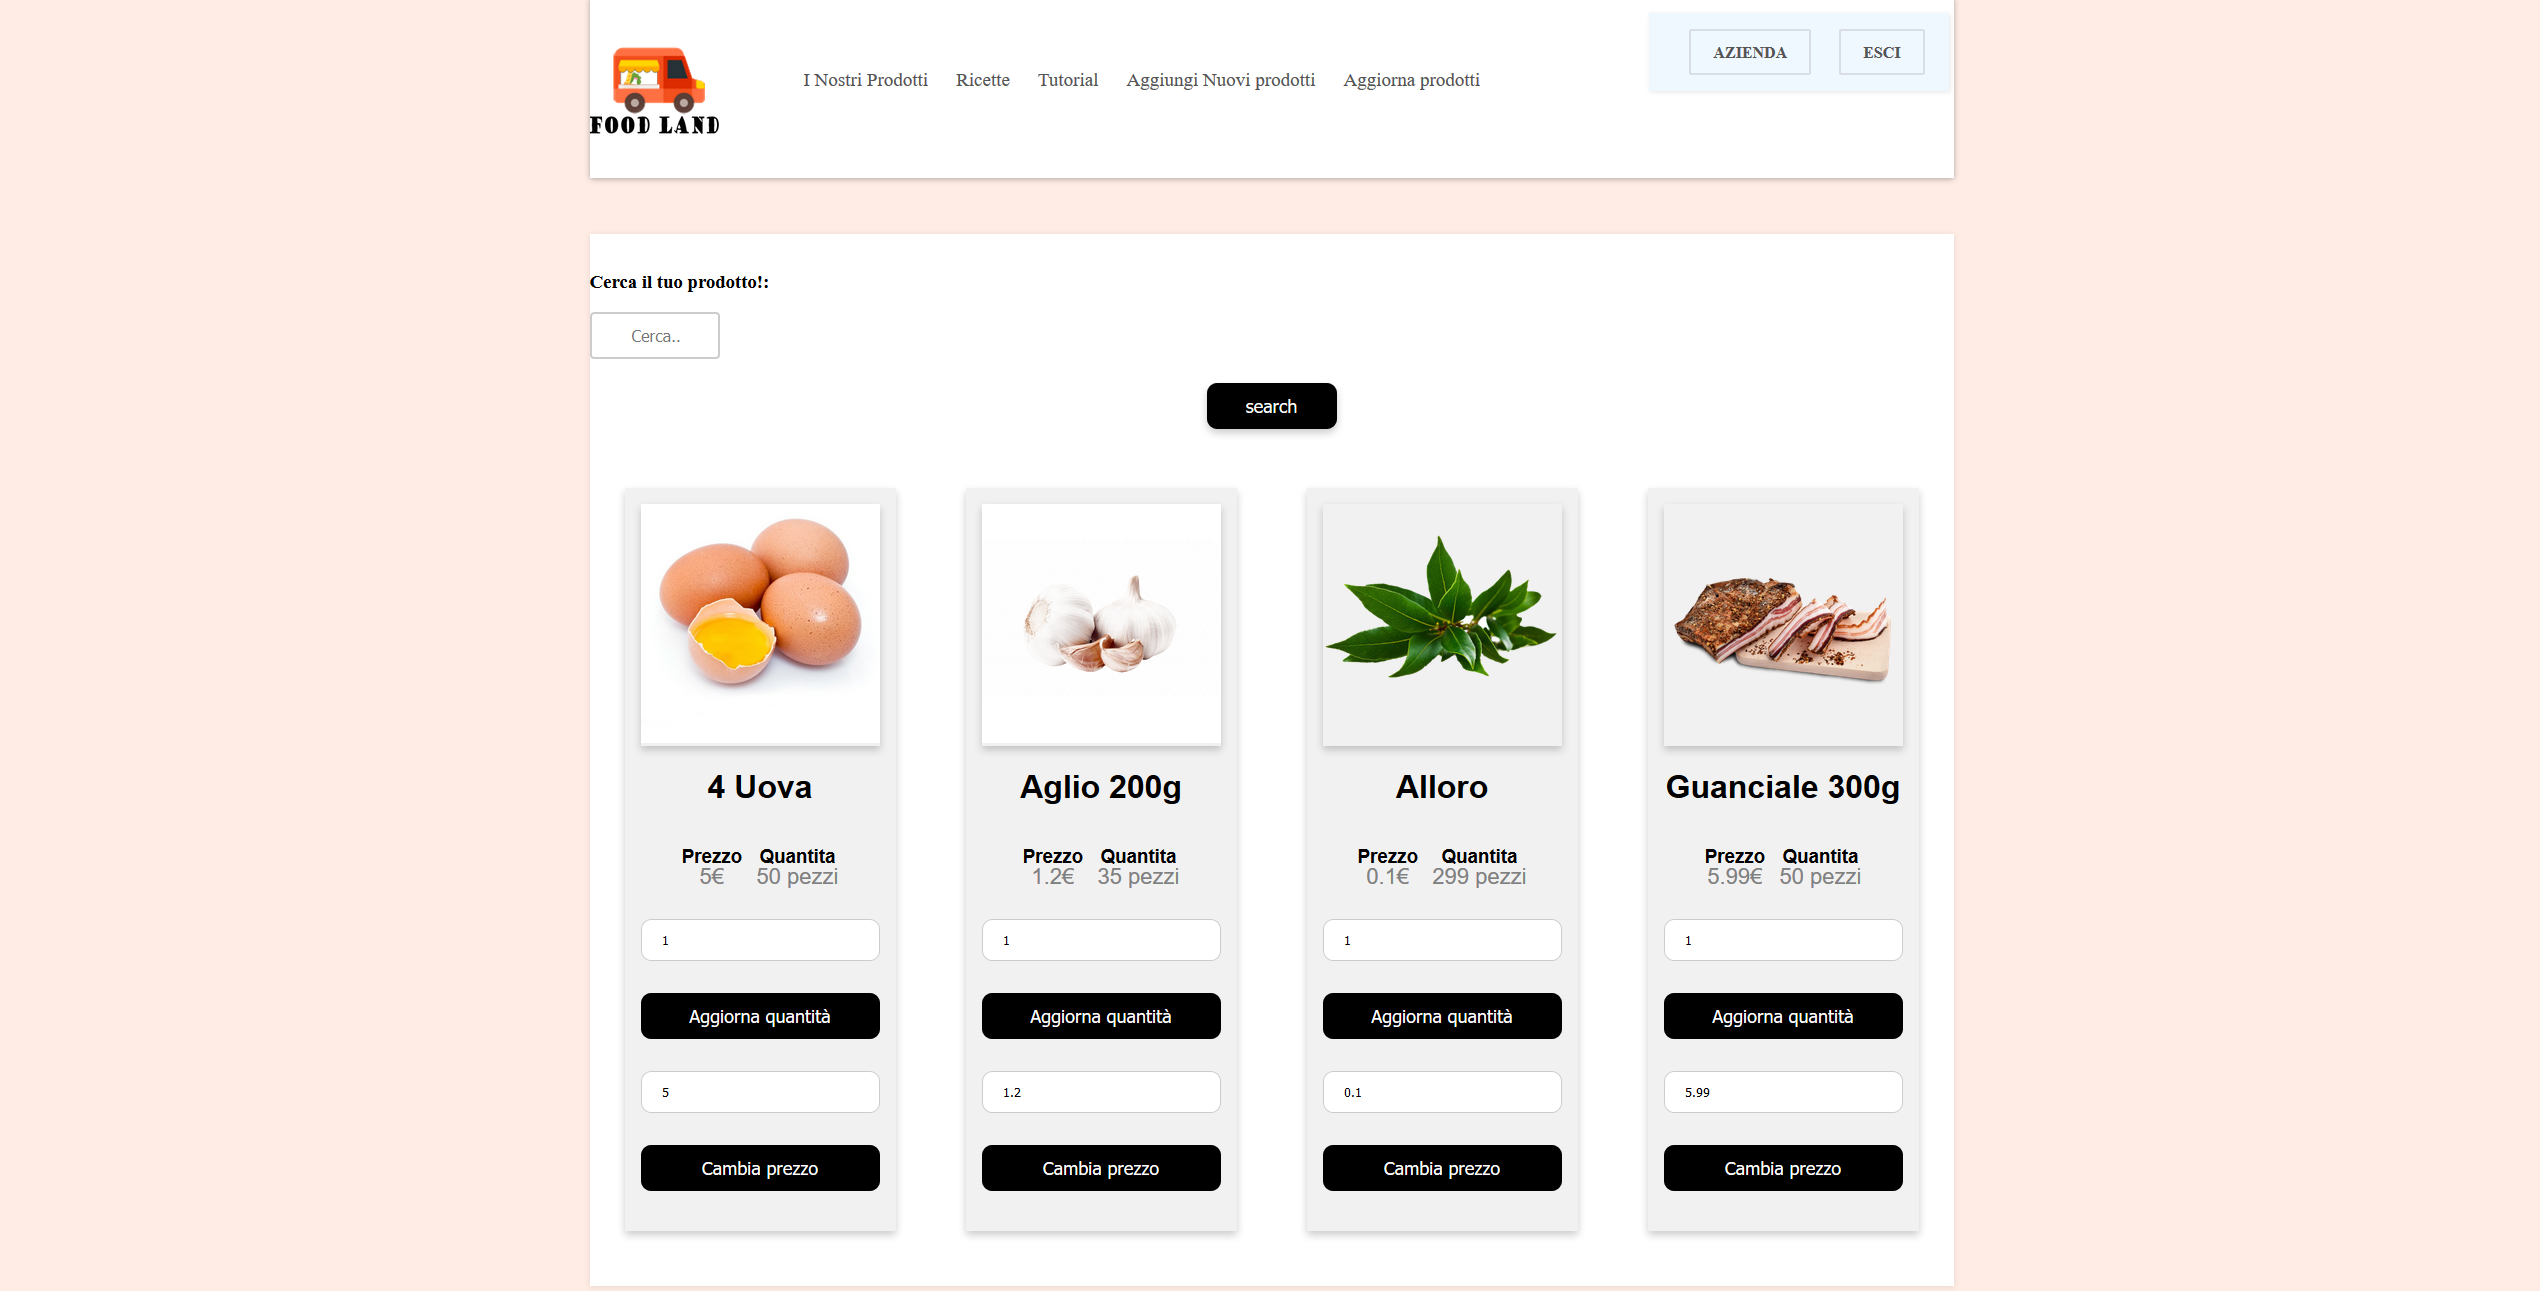 FOOD LAND
I Nostri Prodotti Ricette Tutorial Aggiungi Nuovi prodotti Aggiorna prodotti
AZIENDA ESCI
Cerca il tuo prodotto!:
Cerca..
search
4 Uova
Prezzo Quantita
5€ 50 pezzi
1
Aggiorna quantità
5
Cambia prezzo
Aglio 200g
Prezzo Quantita
1.2€ 35 pezzi
1
Aggiorna quantità
1.2
Cambia prezzo
Alloro
Prezzo Quantita
0.1€ 299 pezzi
1
Aggiorna quantità
0.1
Cambia prezzo
Guanciale 300g
Prezzo Quantita
5.99€ 50 pezzi
1
Aggiorna quantità
5.99
Cambia prezzo